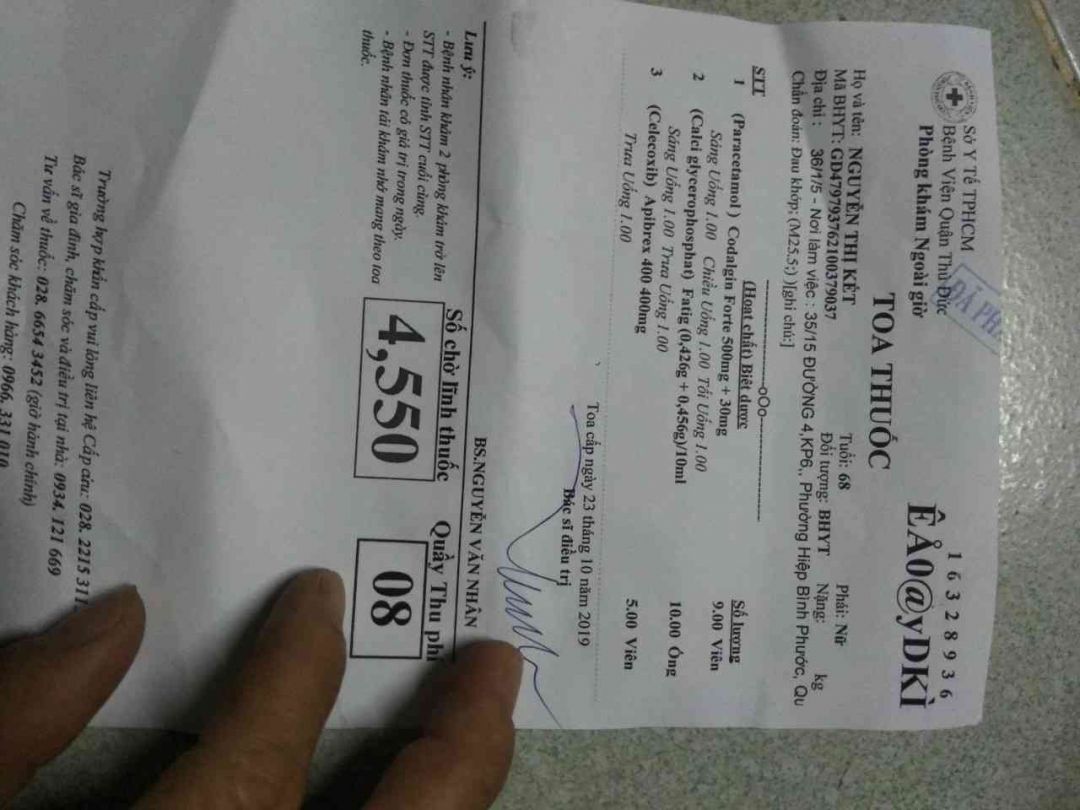 Sở Y Tế TPHCM
Bệnh Viện Quận Thủ Đức
Phòng khám Ngoài giờ
ĐÃ PH
16328936
ÊÅ0@yDKÌ
TOA THUỐC
Họ và tên: NGUYỄN THỊ KẾT Tuổi: 68 Phái: Nữ
Mã BHYT: GD4797937621003790​37 Đối tượng: BHYT Nặng: kg
Địa chỉ : 36/1/5 - Nơi làm việc : 35/15 ĐƯỜNG 4,KP6,. Phường Hiệp Bình Phước, Qu
Chẩn đoán: Đau khớp; (M25.5;) )[ghi chú:]
---oOo---
STT (Hoạt chất) Biệt dược Số lượng
1 (Paracetamol ) Codalgin Forte 500mg + 30mg 9.00 Viên
Sáng Uống 1.00 Chiều Uống 1.00 Tối Uống 1.00
2 (Calci glycerophosphat) Fatig (0,426g + 0,456g)/10ml 10.00 Ống
Sáng Uống 1.00 Trưa Uống 1.00
3 (Celecoxib) Apibrex 400 400mg 5.00 Viên
Trưa Uống 1.00
Toa cấp ngày 23 tháng 10 năm 2019
Bác sĩ điều trị
BS.NGUYỄN VĂN NHÂN
Lưu ý:
- Bệnh nhân khám 2 phòng khám trở lên
STT được tính STT cuối cùng.
- Đơn thuốc có giá trị trong ngày.
- Bệnh nhân tái khám nhớ mang theo toa
thuốc.
Số chờ lĩnh thuốc
4,550
Quầy Thu phí
08
Trường hợp khẩn cấp vui lòng liên hệ Cấp cứu: 028. 2215 311
Bác sĩ gia đình, chăm sóc và điều trị tại nhà: 0934. 121 669
Tư vấn về thuốc: 028. 6654 3452 (giờ hành chính)
Chăm sóc khách hàng: 0966. 331 010